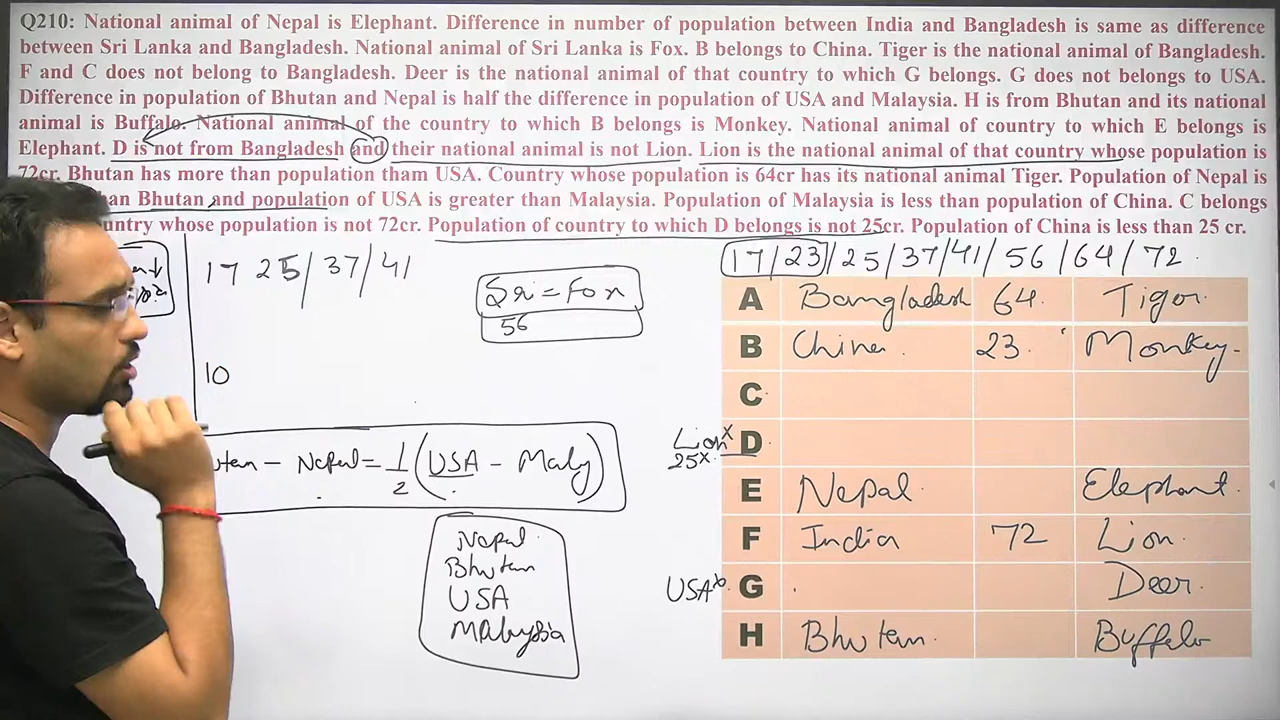 Q210: National animal of Nepal is Elephant. Difference in number of population between India and Bangladesh is same as difference
between Sri Lanka and Bangladesh. National animal of Sri Lanka is Fox. B belongs to China. Tiger is the national animal of Bangladesh.
F and C does not belong to Bangladesh. Deer is the national animal of that country to which G belongs. G does not belongs to USA.
Difference in population of Bhutan and Nepal is half the difference in population of USA and Malaysia. H is from Bhutan and its national
animal is Buffalo. National animal of the country to which B belongs is Monkey. National animal of country to which E belongs is
Elephant. D is not from Bangladesh and their national animal is not Lion. Lion is the national animal of that country whose population is
72cr. Bhutan has more than population tham USA. Country whose population is 64cr has its national animal Tiger. Population of Nepal is
an Bhutan and population of USA is greater than Malaysia. Population of Malaysia is less than population of China. C belongs
untry whose population is not 72cr. Population of country to which D belongs is not 25cr. Population of China is less than 25 cr.
17 25/ 37/ 41
10
Sri = Fox
56
utan - Nepal = 1/2 (USA - Maly)
Nepal
Bhutan
USA
Malaysia
17/23/25/37/41/56/64/72
A Bangladesh 64 Tiger
B China 23 Monkey
C
Lion x
25x D
E Nepal Elephant
F India 72 Lion
USAx G Deer
H Bhutan Buffelo